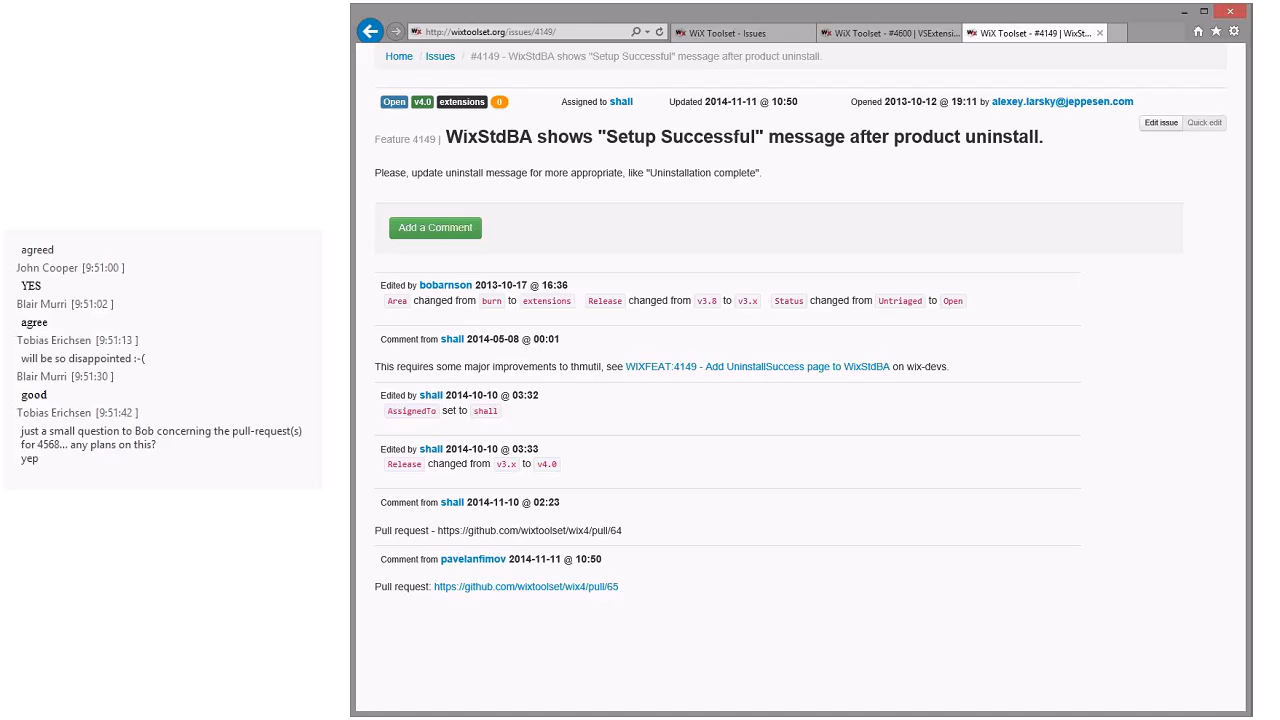 agreed
John Cooper [9:51:00 ]
YES
Blair Murri [9:51:02 ]
agree
Tobias Erichsen [9:51:13 ]
will be so disappointed :-(
Blair Murri [9:51:30 ]
good
Tobias Erichsen [9:51:42 ]
just a small question to Bob concerning the pull-request(s)
for 4568... any plans on this?
yep
http://wixtoolset.org/issues/4149/
WiX Toolset - Issues
WiX Toolset - #4600 | VSExtensi...
WiX Toolset - #4149 | WixSt...
Home / Issues / #4149 - WixStdBA shows "Setup Successful" message after product uninstall.
Open v4.0 extensions 0 Assigned to shall Updated 2014-11-11 @ 10:50 Opened 2013-10-12 @ 19:11 by alexey.larsky@jeppesen.com
Edit issue Quick edit
Feature 4149 | WixStdBA shows "Setup Successful" message after product uninstall.
Please, update uninstall message for more appropriate, like "Uninstallation complete".
Add a Comment
Edited by bobarnson 2013-10-17 @ 16:36
Area changed from burn to extensions Release changed from v3.8 to v3.x Status changed from Untriaged to Open
Comment from shall 2014-05-08 @ 00:01
This requires some major improvements to thmutil, see WIXFEAT:4149 - Add UninstallSuccess page to WixStdBA on wix-devs.
Edited by shall 2014-10-10 @ 03:32
AssignedTo set to shall
Edited by shall 2014-10-10 @ 03:33
Release changed from v3.x to v4.0
Comment from shall 2014-11-10 @ 02:23
Pull request - https://github.com/wixtoolset/wix4/pull/64
Comment from pavelanfimov 2014-11-11 @ 10:50
Pull request: https://github.com/wixtoolset/wix4/pull/65